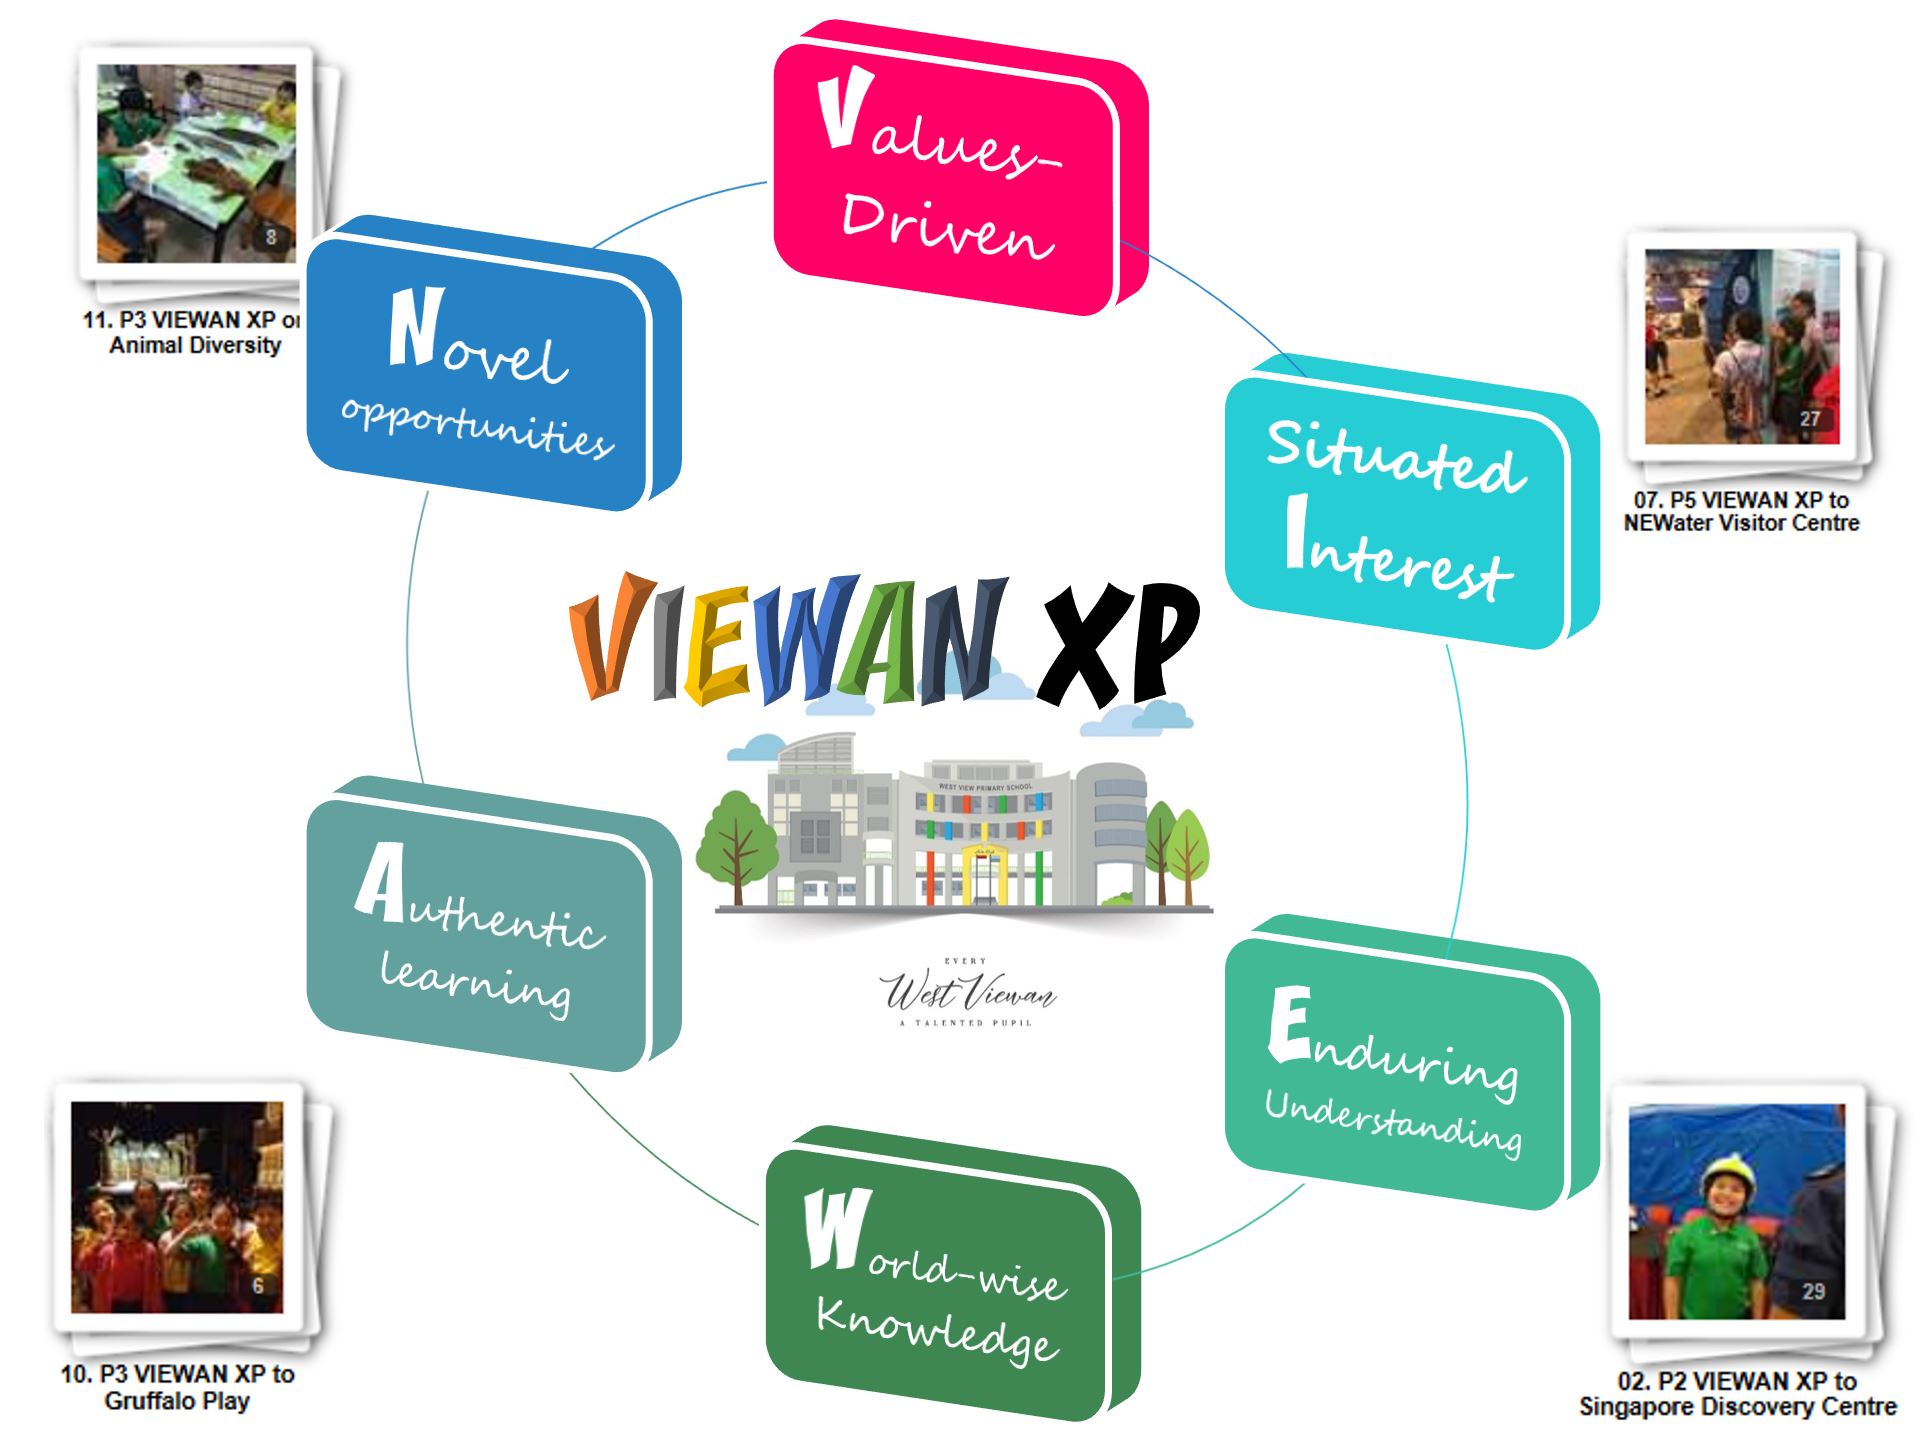 Values-
Driven
8
11. P3 VIEWAN XP on
Animal Diversity
Novel
opportunities
27
07. P5 VIEWAN XP to
NEWater Visitor Centre
Situated
Interest
VIEWAN XP
WEST VIEW PRIMARY SCHOOL
Authentic
learning
EVERY
West Viewan
A TALENTED PUPIL
Enduring
Understanding
6
10. P3 VIEWAN XP to
Gruffalo Play
World-wise
Knowledge
29
02. P2 VIEWAN XP to
Singapore Discovery Centre